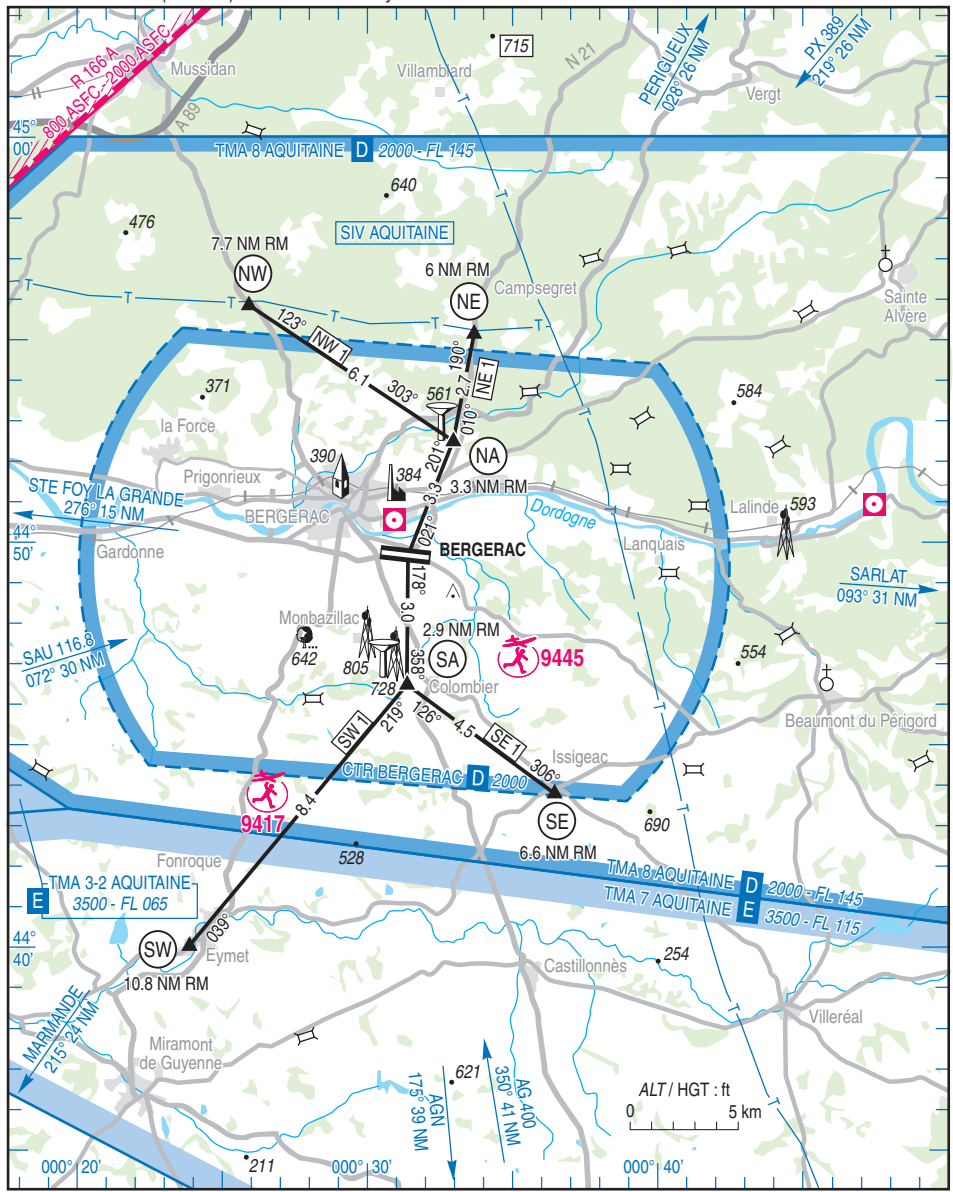 715
Mussidan
Villamblard
N 21
PERIGUEUX
028° 26 NM
PX 389
219° 26 NM
Vergt
R 166 A
800 ASFC - 2000 ASFC
A 89
45°
00'
TMA 8 AQUITAINE D 2000 - FL 145
640
476
SIV AQUITAINE
7.7 NM RM
NW
6 NM RM
NE
Campsegret
Sainte
Alvère
T
T
T
T
T
T
T
T
T
T
T
123°
NW 1
6.1
303°
190°
NE 1
2.7
010°
371
561
584
la Force
390
Prigonrieux
384
201°
NA
3.3 NM RM
3.3
021°
STE FOY LA GRANDE
276° 15 NM
BERGERAC
Dordogne
Lalinde
593
44°
50'
Gardonne
BERGERAC
Lanquais
178°
3.0
358°
SARLAT
093° 31 NM
Monbazillac
2.9 NM RM
SA
9445
SAU 116.8
072° 30 NM
642
805
728
554
Colombier
219°
126°
4.5
SE 1
306°
SW 1
8.4
Beaumont du Périgord
Issigeac
CTR BERGERAC D 2000
9417
SE
6.6 NM RM
690
528
Fonroque
TMA 8 AQUITAINE D 2000 - FL 145
TMA 7 AQUITAINE E 3500 - FL 115
E
TMA 3-2 AQUITAINE
3500 - FL 065
039°
44°
40'
SW
Eymet
10.8 NM RM
254
Castillonnès
Villeréal
MARMANDE
215° 24 NM
Miramont
de Guyenne
621
AGN
175° 39 NM
AG 400
350° 41 NM
ALT / HGT : ft
0 5 km
211
000° 20'
000° 30'
000° 40'